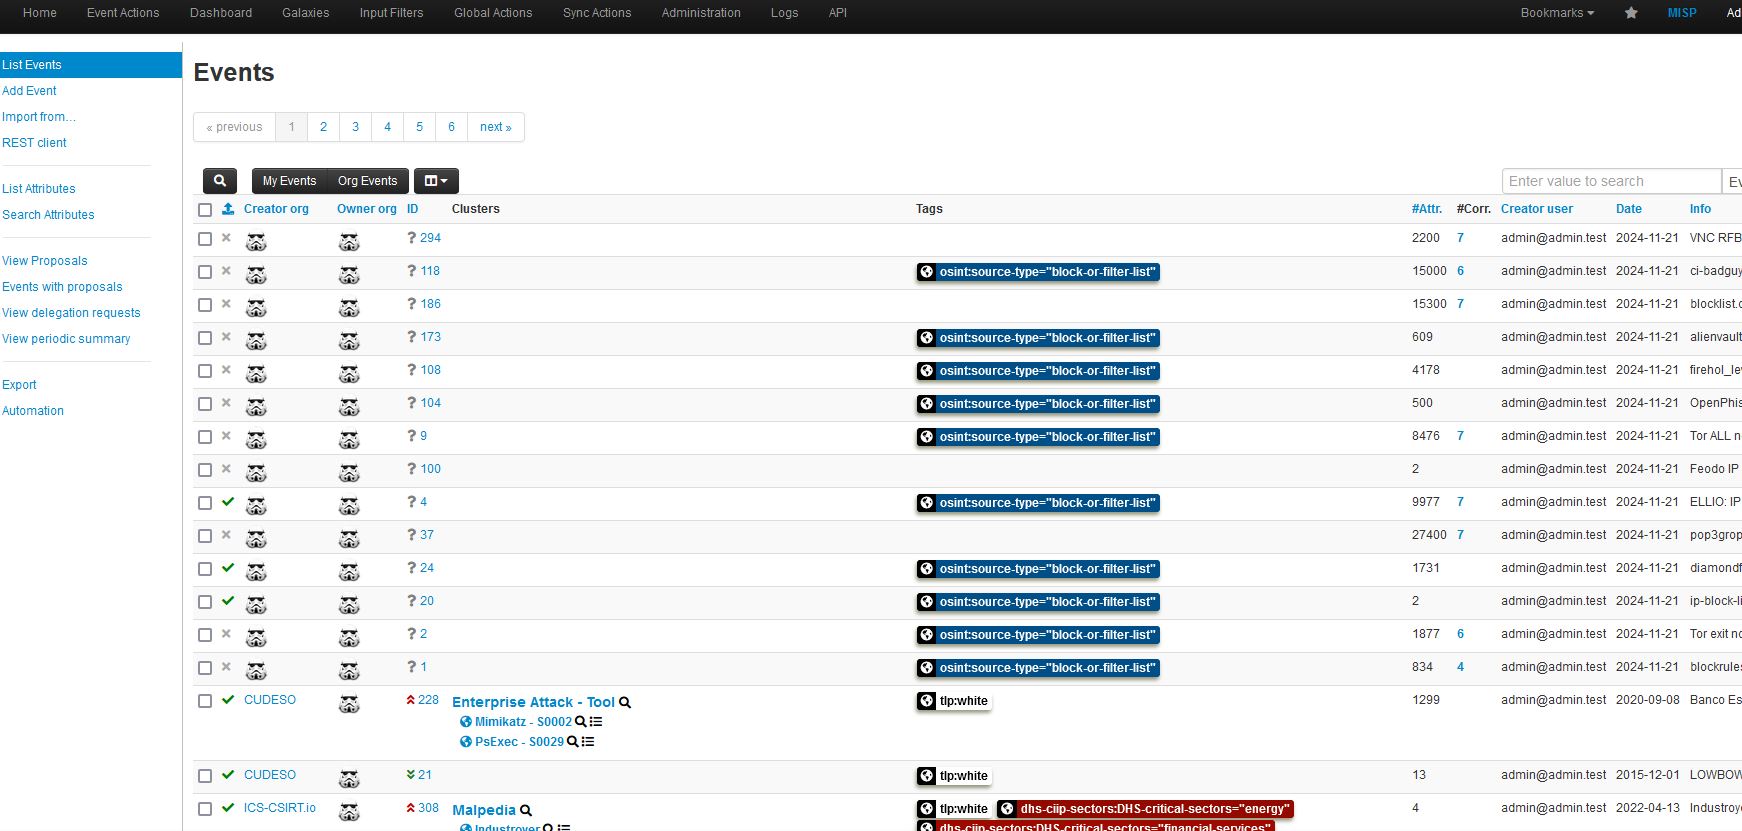 Home Event Actions Dashboard Galaxies Input Filters Global Actions Sync Actions Administration Logs API Bookmarks MISP Ad
List Events
Add Event
Import from...
REST client
List Attributes
Search Attributes
View Proposals
Events with proposals
View delegation requests
View periodic summary
Export
Automation
Events
« previous 1 2 3 4 5 6 next »
My Events Org Events Enter value to search Ev
Creator org Owner org ID Clusters Tags #Attr. #Corr. Creator user Date Info
? 294 2200 7 admin@admin.test 2024-11-21 VNC RFB
? 118 osint:source-type="block-or-filter-list" 15000 6 admin@admin.test 2024-11-21 ci-badguy
? 186 15300 7 admin@admin.test 2024-11-21 blocklist.
? 173 osint:source-type="block-or-filter-list" 609 admin@admin.test 2024-11-21 alienvault
? 108 osint:source-type="block-or-filter-list" 4178 admin@admin.test 2024-11-21 firehol_le
? 104 osint:source-type="block-or-filter-list" 500 admin@admin.test 2024-11-21 OpenPhis
? 9 osint:source-type="block-or-filter-list" 8476 7 admin@admin.test 2024-11-21 Tor ALL n
? 100 2 admin@admin.test 2024-11-21 Feodo IP
? 4 osint:source-type="block-or-filter-list" 9977 7 admin@admin.test 2024-11-21 ELLIO: IP
? 37 27400 7 admin@admin.test 2024-11-21 pop3grop
? 24 osint:source-type="block-or-filter-list" 1731 admin@admin.test 2024-11-21 diamondf
? 20 osint:source-type="block-or-filter-list" 2 admin@admin.test 2024-11-21 ip-block-li
? 2 osint:source-type="block-or-filter-list" 1877 6 admin@admin.test 2024-11-21 Tor exit no
? 1 osint:source-type="block-or-filter-list" 834 4 admin@admin.test 2024-11-21 blockrules
CUDESO 228 Enterprise Attack - Tool tlp:white 1299 admin@admin.test 2020-09-08 Banco Es
Mimikatz - S0002
PsExec - S0029
CUDESO 21 tlp:white 13 admin@admin.test 2015-12-01 LOWBOW
ICS-CSIRT.io 308 Malpedia tlp:white dhs-ciip-sectors:DHS-critical-sectors="energy" 4 admin@admin.test 2022-04-13 Industroye
Industroyer dhs-ciip-sectors:DHS-critical-sectors="financial-services"